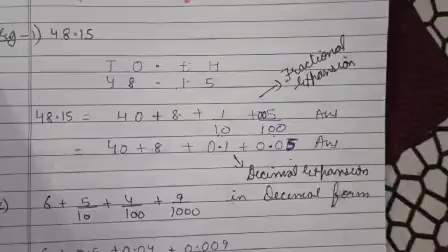 Eg-1) 48.15
T O . t H
4 8 - 1 5
Fractional expansion
48.15 = 40 + 8 + 1/10 + 005/100 Ans
= 40 + 8 + 0.1 + 0.05 Ans
Decimal expansion
6 + 5/10 + 4/100 + 9/1000 in Decimal form
+ 0.04 + 0.009